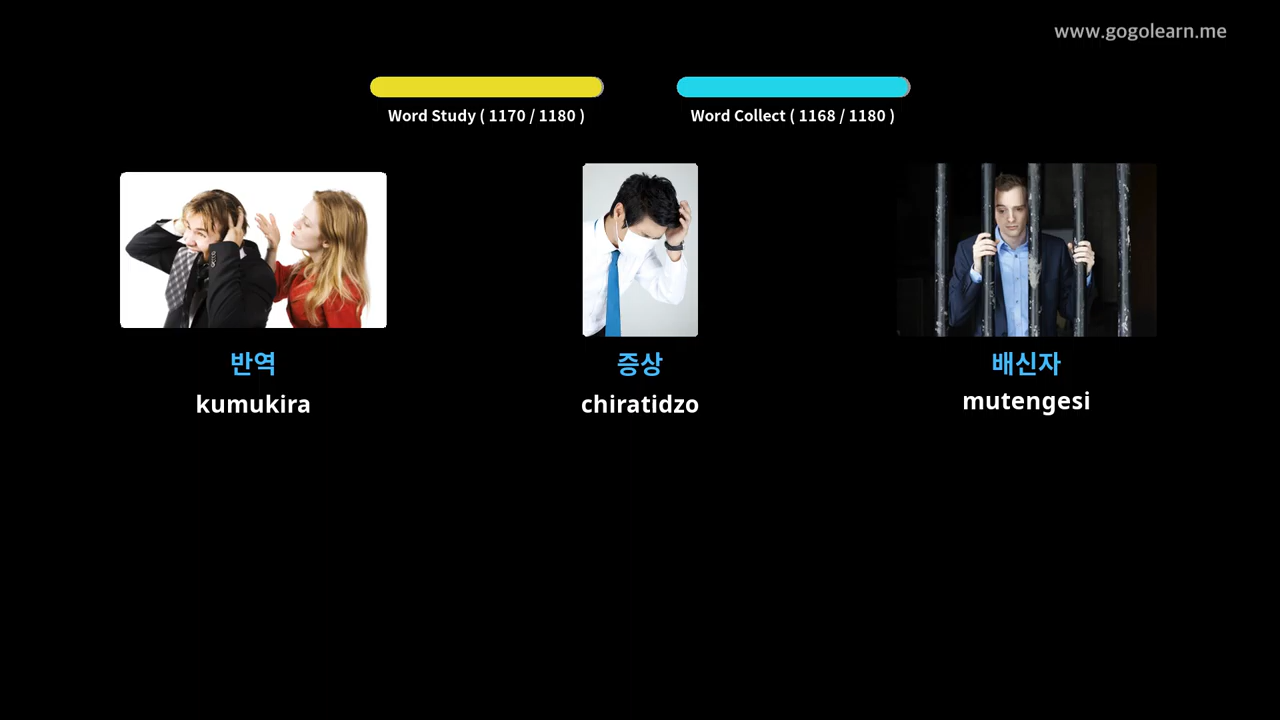 www.gogolearn.me
Word Study ( 1170 / 1180 )
Word Collect ( 1168 / 1180 )
반역
증상
배신자
kumukira
chiratidzo
mutengesi